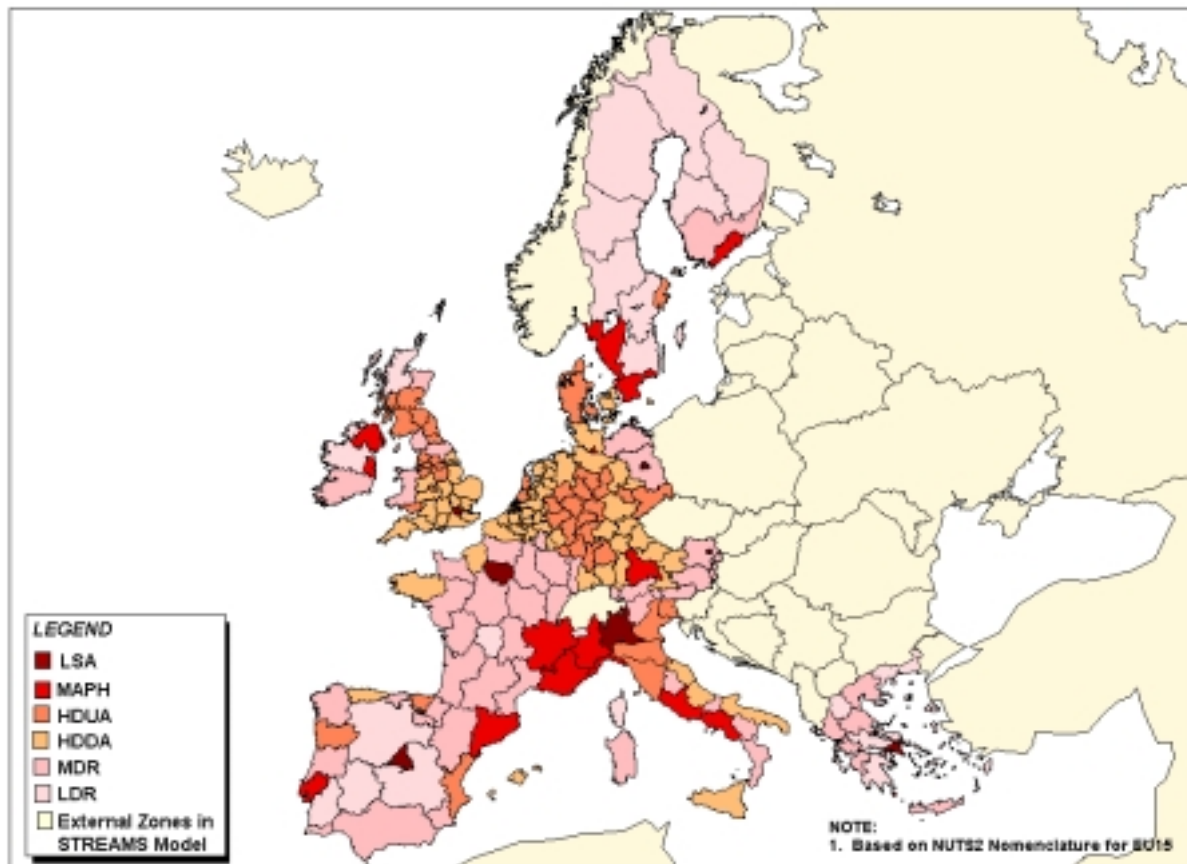 LEGEND
LSA
MAPH
HDUA
HDDA
MDR
LDR
External Zones in
STREAMS Model
NOTE:
1. Based on NUTS2 Nomenclature for EU15